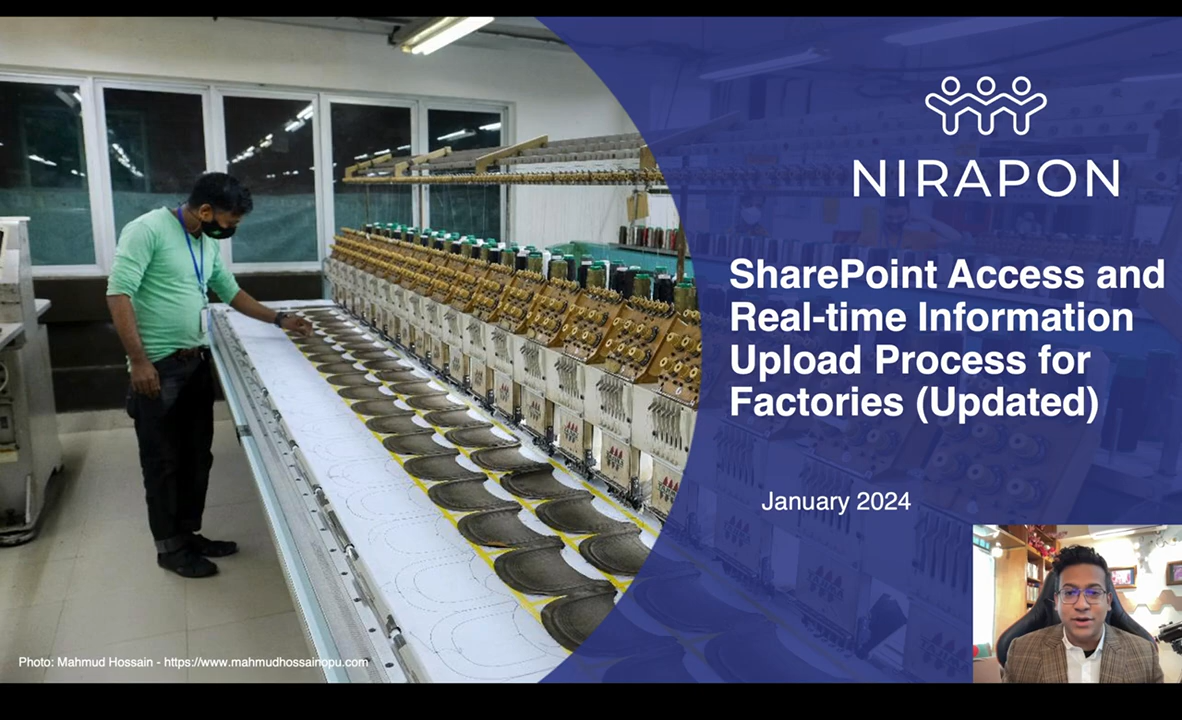 NIRAPON
SharePoint Access and
Real-time Information
Upload Process for
Factories (Updated)
January 2024
Photo: Mahmud Hossain - https://www.mahmudhossainopu.com